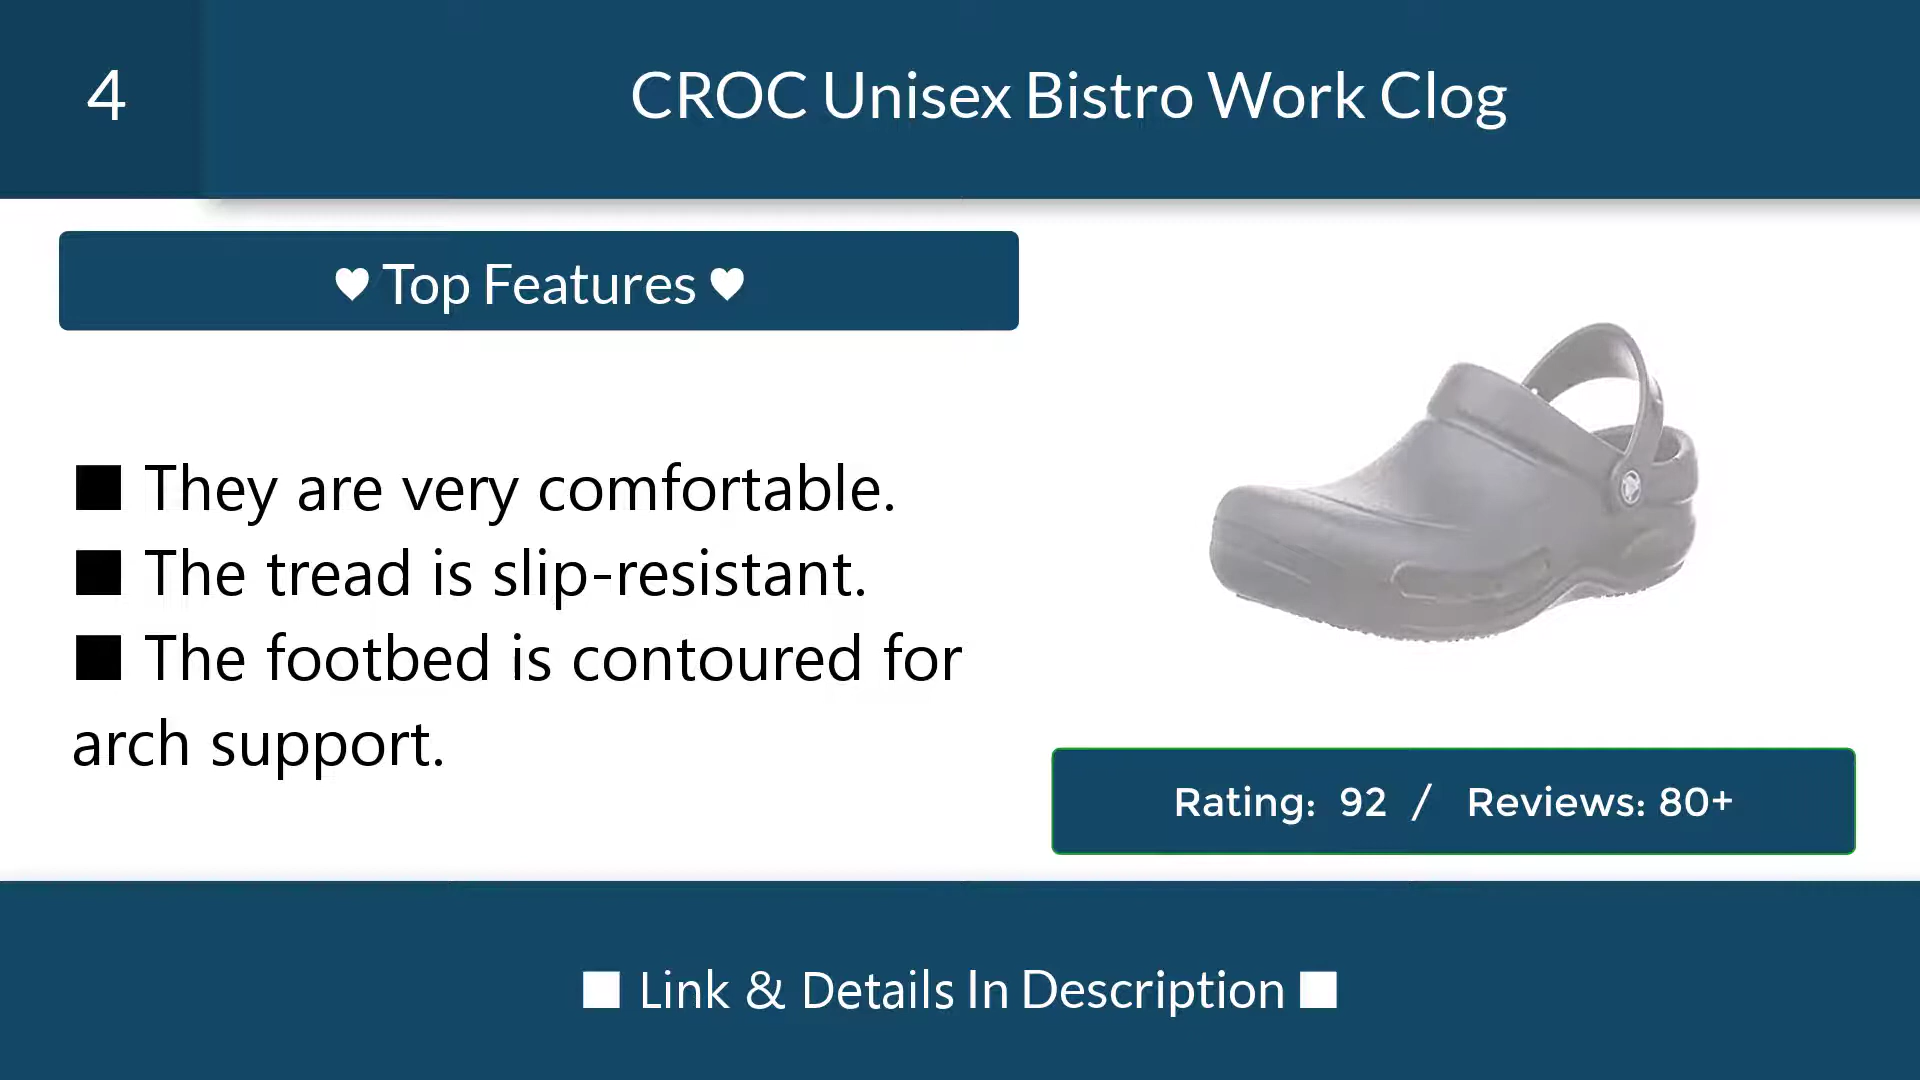 4
CROC Unisex Bistro Work Clog
♥ Top Features ♥
■ They are very comfortable.
■ The tread is slip-resistant.
■ The footbed is contoured for
arch support.
Rating: 92 / Reviews: 80+
■ Link & Details In Description ■